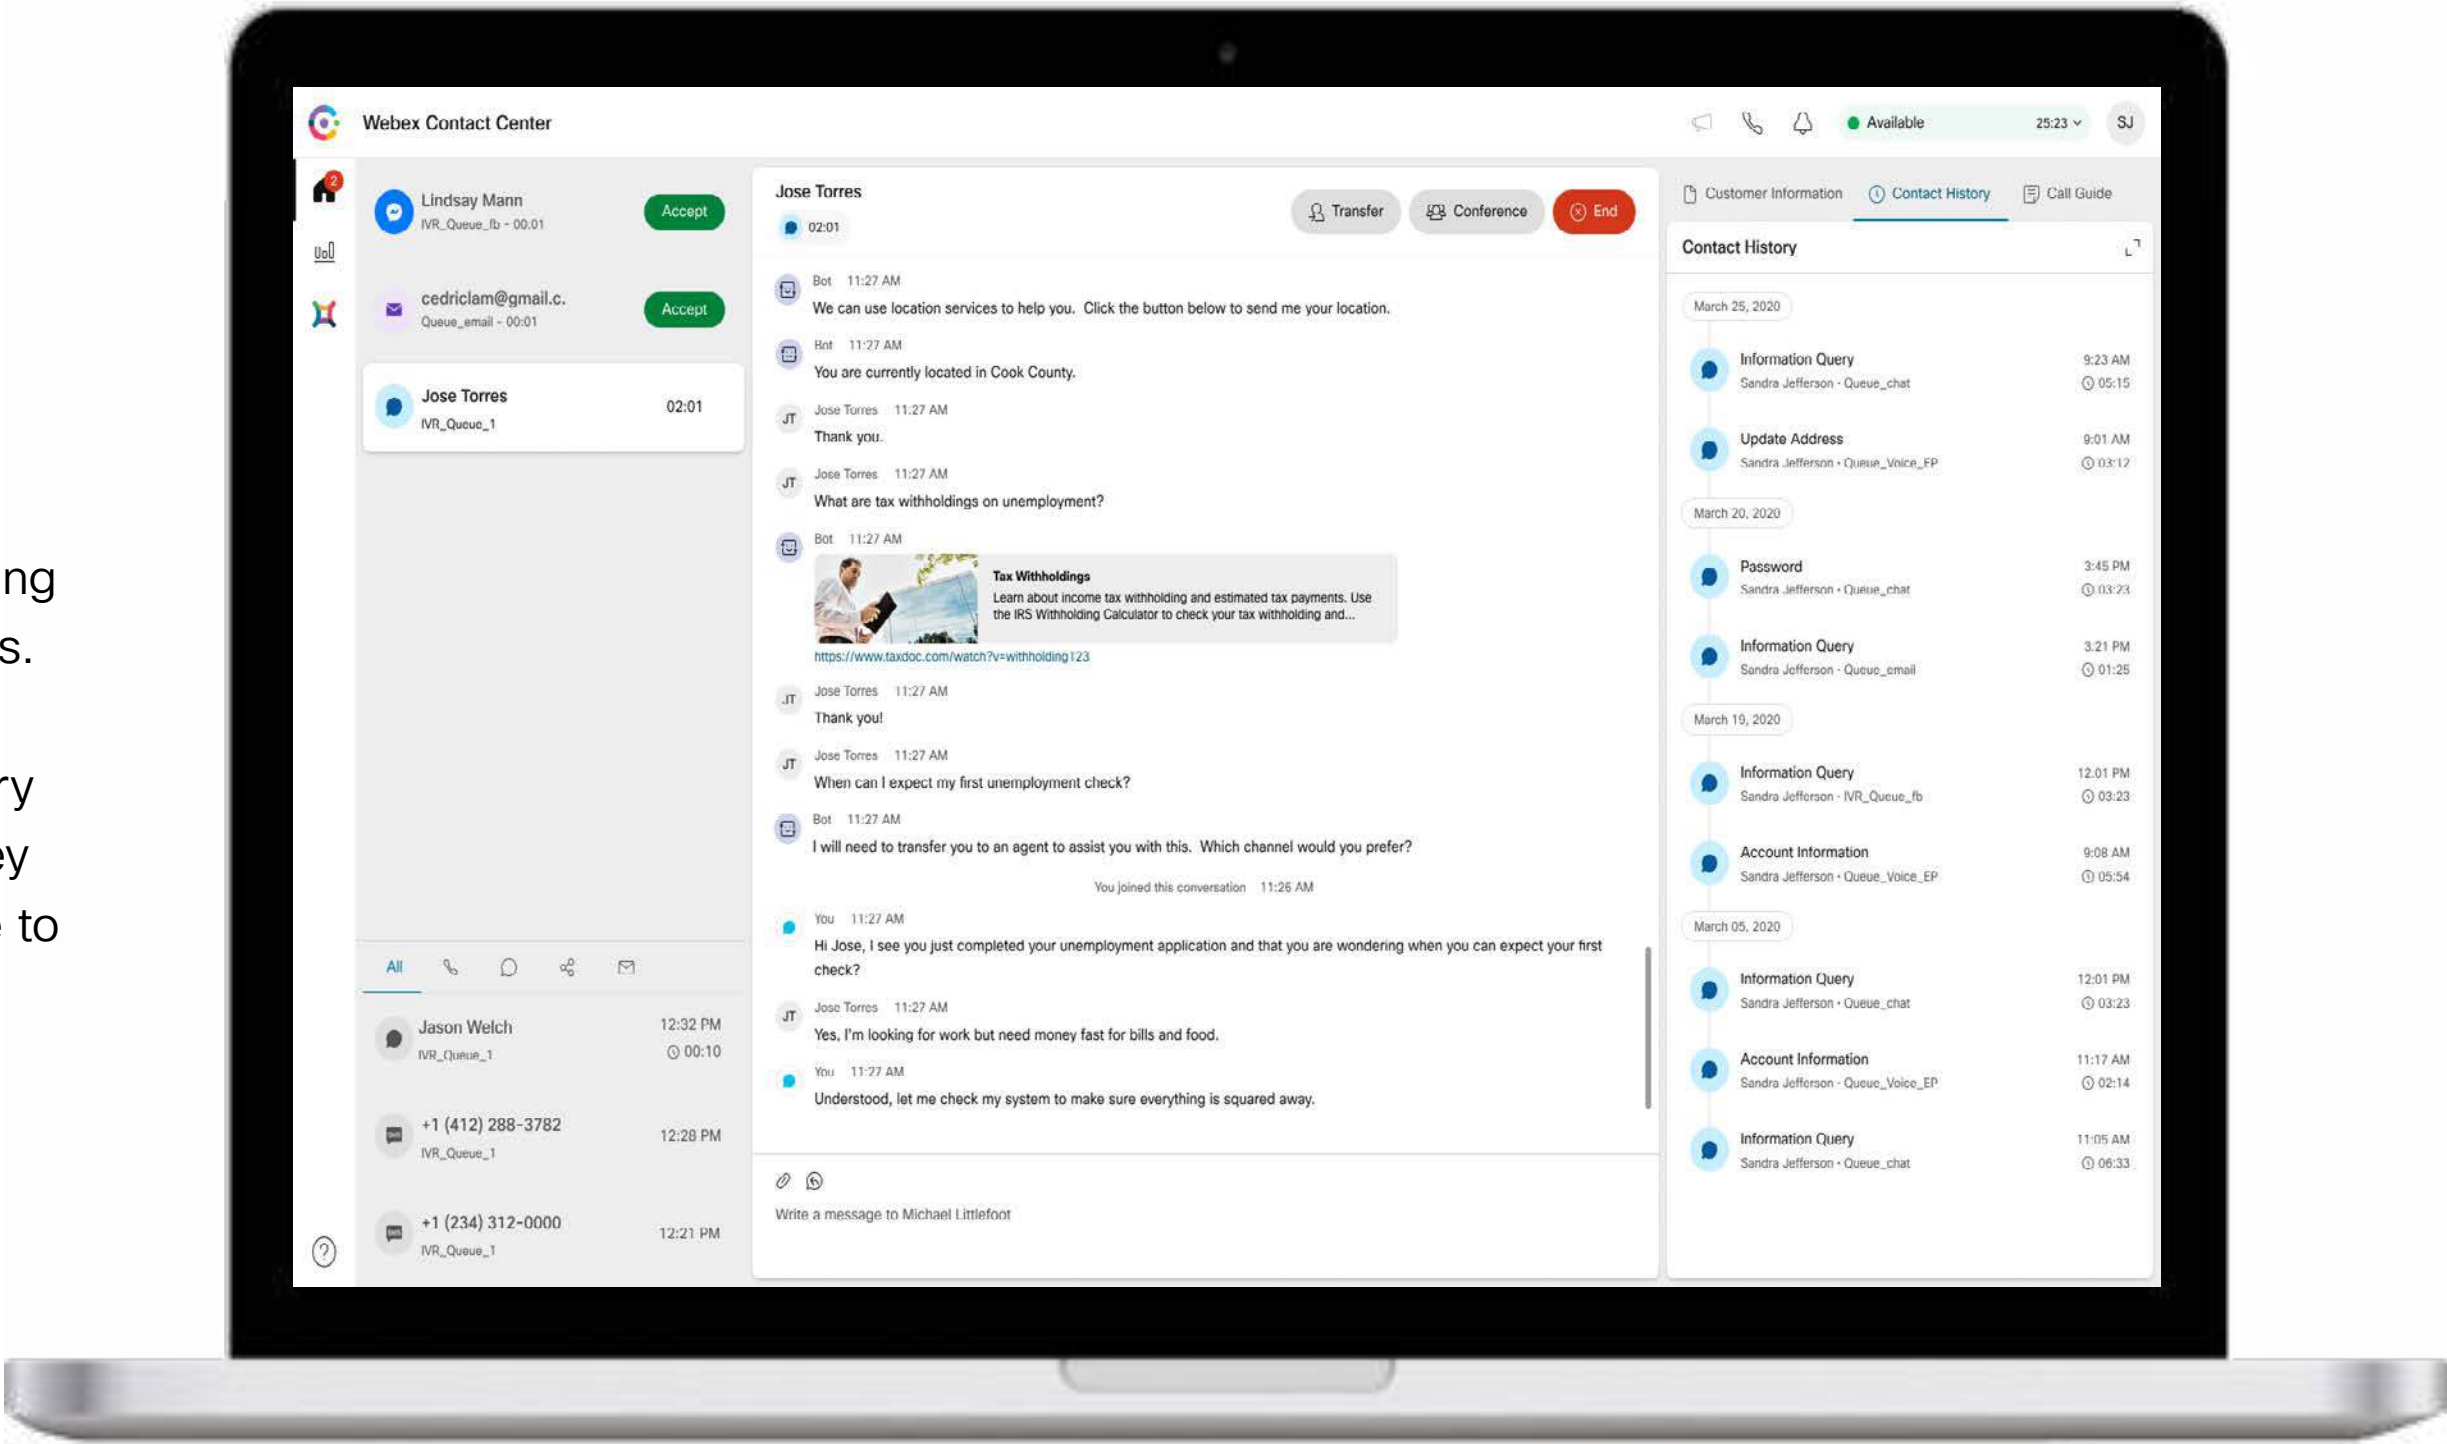 ng
s.
ry
ey
e to
Webex Contact Center
Available
25:23
SJ
2
Lindsay Mann
IVR_Queue_fb - 00:01
Accept
cedriclam@gmail.c.
Queue_email - 00:01
Accept
Jose Torres
IVR_Queue_1
02:01
All
Jason Welch
IVR_Queue_1
12:32 PM
00:10
+1 (412) 288-3782
IVR_Queue_1
12:28 PM
+1 (234) 312-0000
IVR_Queue_1
12:21 PM
Jose Torres
02:01
Transfer
Conference
End
Bot 11:27 AM
We can use location services to help you. Click the button below to send me your location.
Bot 11:27 AM
You are currently located in Cook County.
JT
Jose Torres 11:27 AM
Thank you.
JT
Jose Torres 11:27 AM
What are tax withholdings on unemployment?
Bot 11:27 AM
Tax Withholdings
Learn about income tax withholding and estimated tax payments. Use
the IRS Withholding Calculator to check your tax withholding and...
https://www.taxdoc.com/watch?v=withholding123
JT
Jose Torres 11:27 AM
Thank you!
JT
Jose Torres 11:27 AM
When can I expect my first unemployment check?
Bot 11:27 AM
I will need to transfer you to an agent to assist you with this. Which channel would you prefer?
You joined this conversation 11:26 AM
You 11:27 AM
Hi Jose, I see you just completed your unemployment application and that you are wondering when you can expect your first
check?
JT
Jose Torres 11:27 AM
Yes, I'm looking for work but need money fast for bills and food.
You 11:27 AM
Understood, let me check my system to make sure everything is squared away.
Write a message to Michael Littlefoot
Customer Information
Contact History
Call Guide
Contact History
March 25, 2020
Information Query
9:23 AM
Sandra Jefferson - Queue_chat
05:15
Update Address
9:01 AM
Sandra Jefferson • Queue_Voice_EP
03:12
March 20, 2020
Password
3:45 PM
Sandra Jefferson • Queue_chat
03:23
Information Query
3.21 PM
Sandra Jefferson - Queue_email
01:25
March 19, 2020
Information Query
12.01 PM
Sandra Jefferson - IVR_Queue_fb
03:23
Account Information
9:08 AM
Sandra Jefferson • Queue_Voice_EP
05:54
March 05, 2020
Information Query
12:01 PM
Sandra Jefferson • Queue_chat
03:23
Account Information
11:17 AM
Sandra Jefferson - Queue_Voice_EP
02:14
Information Query
11:05 AM
Sandra Jefferson • Queue_chat
06:33